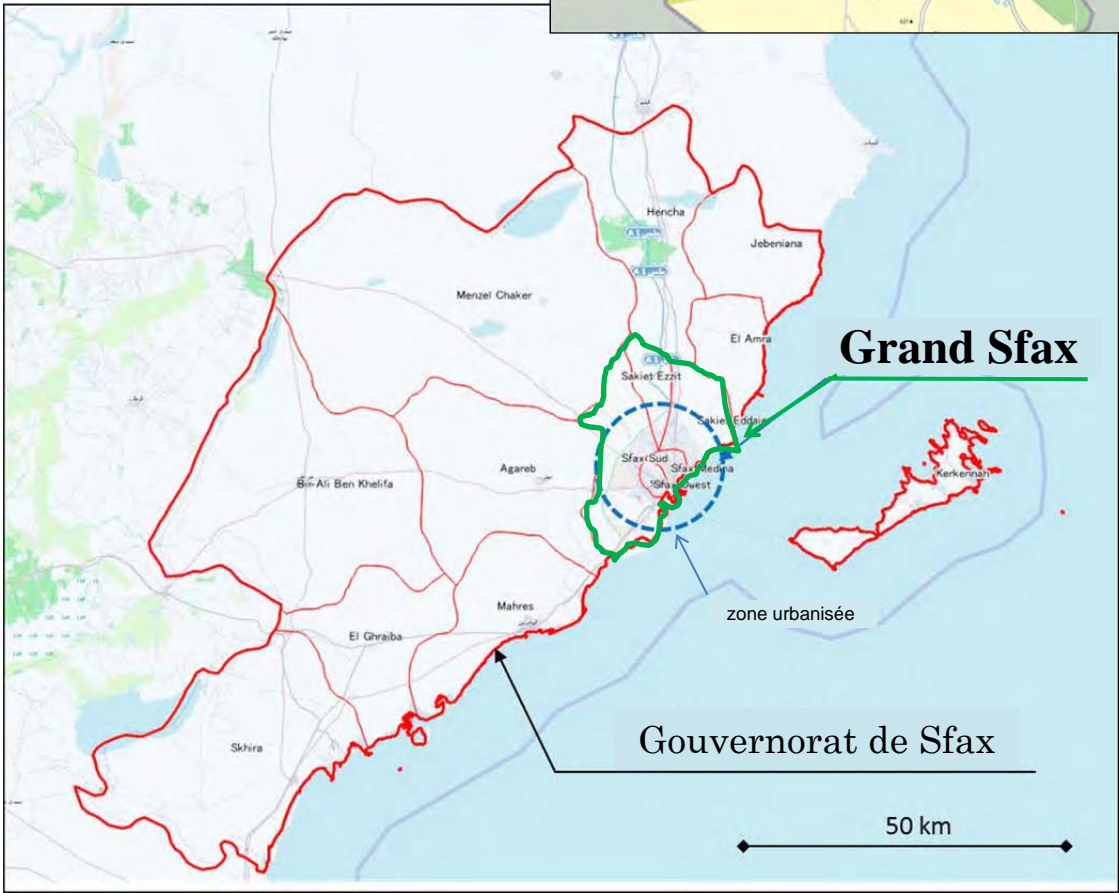 Hencha
Jebeniana
Menzel Chaker
El Amra
Grand Sfax
Sakiet Ezzit
Sakiet Eddaier
Sfax Sud
Sfax Medina
Sfax Ouest
Agareb
Bir Ali Ben Khelifa
Kerkennah
zone urbanisée
Mahres
El Ghraiba
Gouvernorat de Sfax
Skhira
50 km